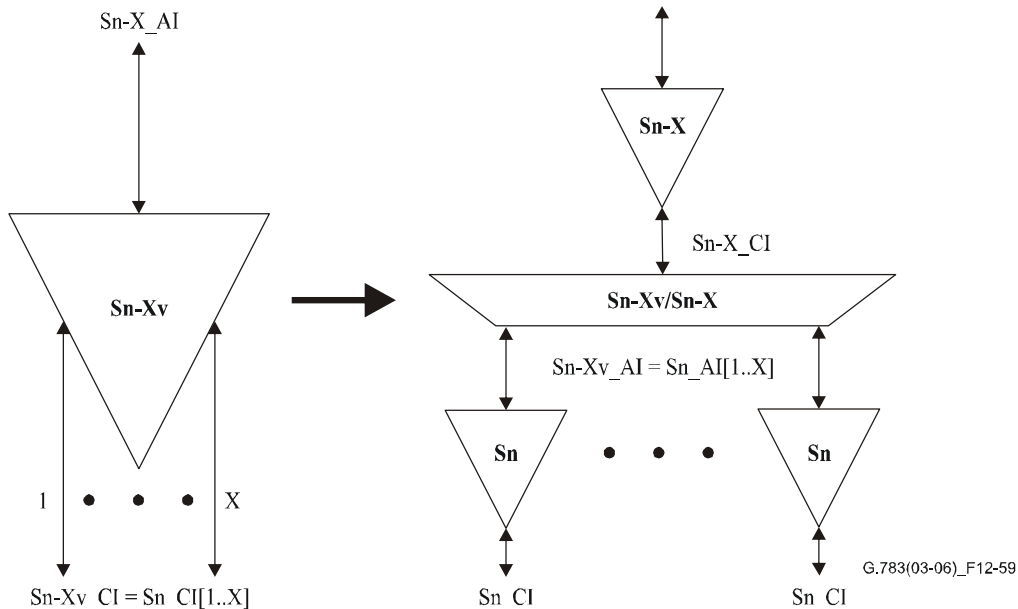 Sn-X_AI
Sn-Xv
1
X
Sn-Xv_CI = Sn_CI[1..X]
Sn-X
Sn-X_CI
Sn-Xv/Sn-X
Sn-Xv_AI = Sn_AI[1..X]
Sn
Sn
Sn_CI
Sn_CI
G.783(03-06)_F12-59